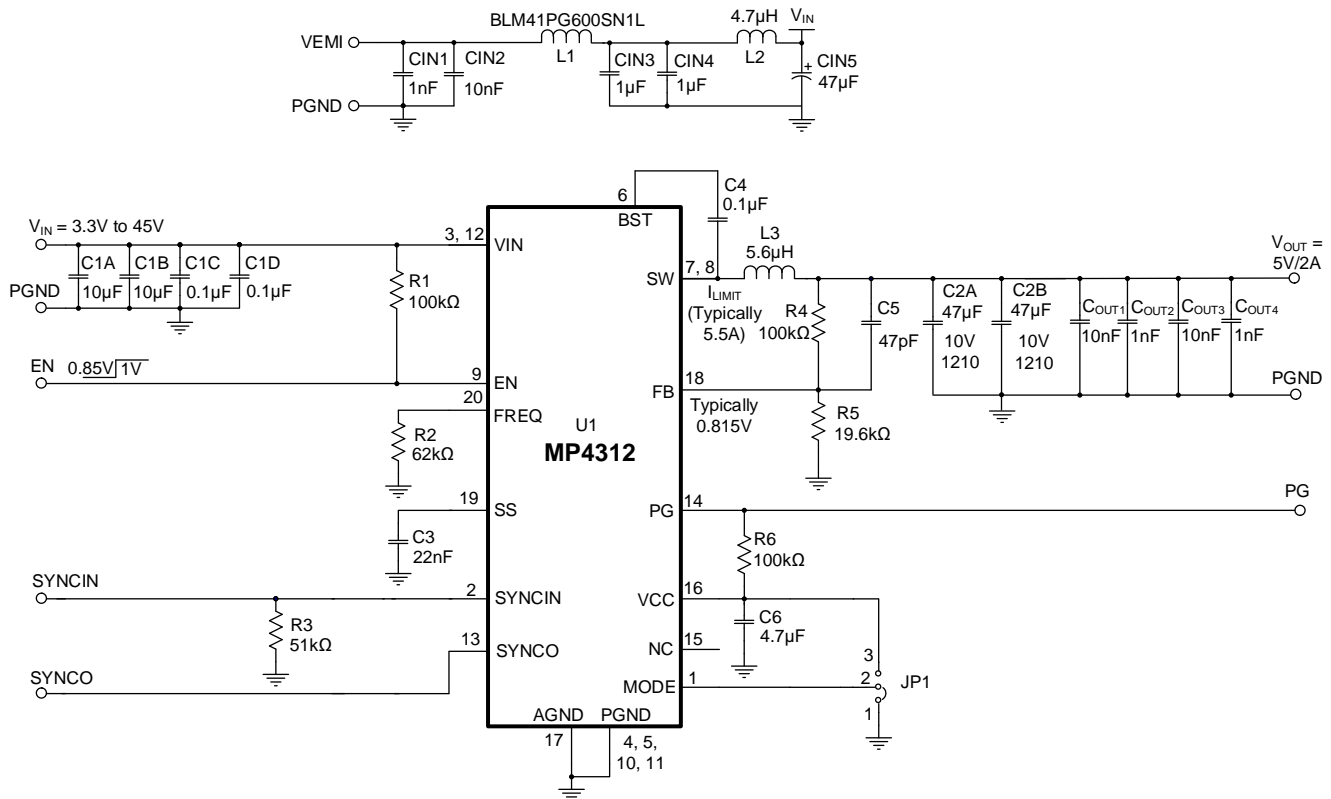 BLM41PG600SN1L
4.7µH
VIN
VEMI
L1
L2
CIN1
1nF
CIN2
10nF
CIN3
1µF
CIN4
1µF
+
CIN5
47µF
PGND
VIN = 3.3V to 45V
C1A
10µF
C1B
10µF
C1C
0.1µF
C1D
0.1µF
PGND
R1
100kΩ
EN
0.85V 1V
R2
62kΩ
C3
22nF
SYNCIN
R3
51kΩ
SYNCO
6
BST
3, 12
VIN
9
EN
20
FREQ
19
SS
2
SYNCIN
13
SYNCO
U1
MP4312
AGND
17
PGND
4, 5,
10, 11
7, 8
SW
18
FB
14
PG
16
VCC
15
NC
1
MODE
C4
0.1µF
L3
5.6µH
ILIMIT
(Typically
5.5A)
R4
100kΩ
C5
47pF
Typically
0.815V
R5
19.6kΩ
C2A
47µF
10V
1210
C2B
47µF
10V
1210
COUT1
10nF
COUT2
1nF
COUT3
10nF
COUT4
1nF
VOUT =
5V/2A
PGND
PG
R6
100kΩ
C6
4.7µF
3
2
1
JP1